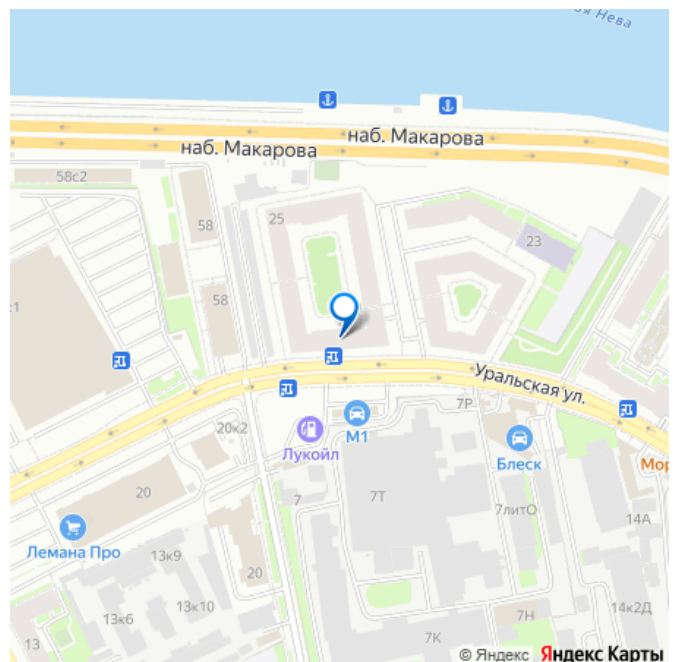 ая Нева
наб. Макарова
наб. Макарова
58с2
58
25
23
58
с1
Уральская ул.
7Р
М1
20к2
Лукойл
Блеск
Мор
20
7
7Т
7литО
14А
Лемана Про
13к9
20
13к10
14к2Д
13к6
7Н
13
7К
© Яндекс Яндекс Карты